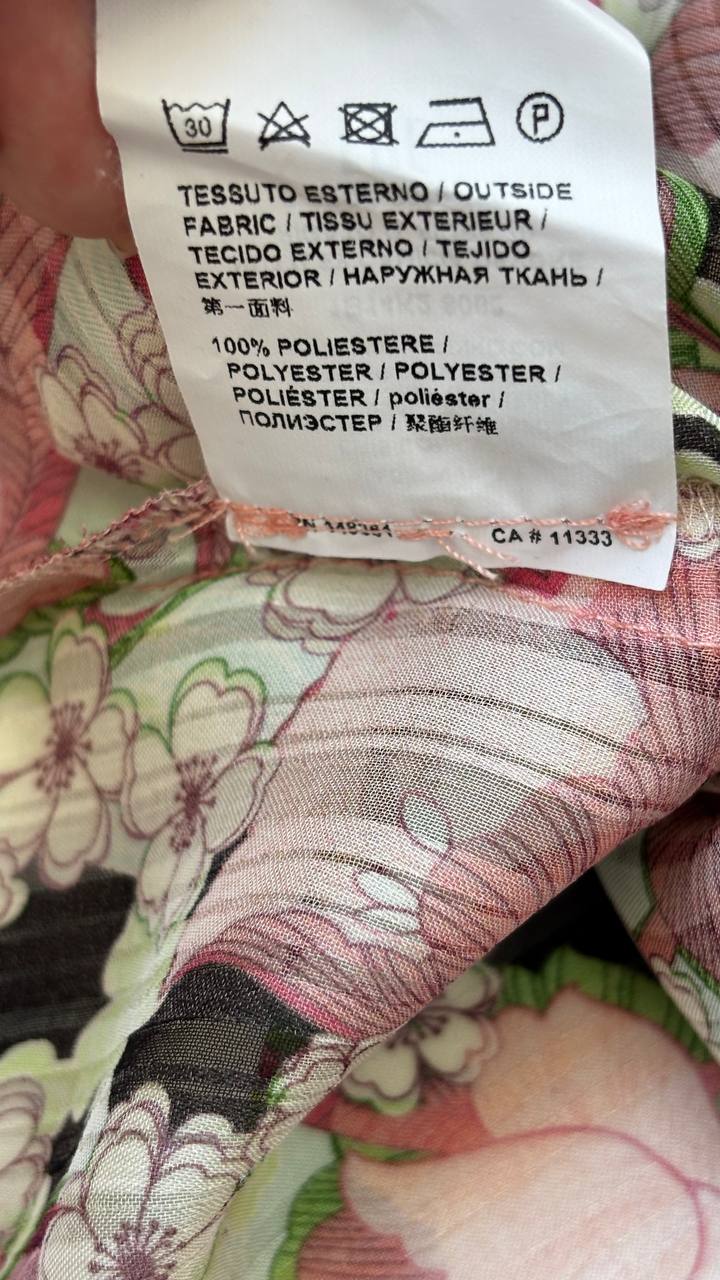 30
P
TESSUTO ESTERNO / OUTSIDE
FABRIC / TISSU EXTERIEUR /
TECIDO EXTERNO / TEJIDO
EXTERIOR / НАРУЖНАЯ ТКАНЬ /
第一面料
100% POLIESTERE /
POLYESTER / POLYESTER /
POLIÉSTER / poliéster /
ПОЛИЭСТЕР / 聚酯纤维
CA # 11333